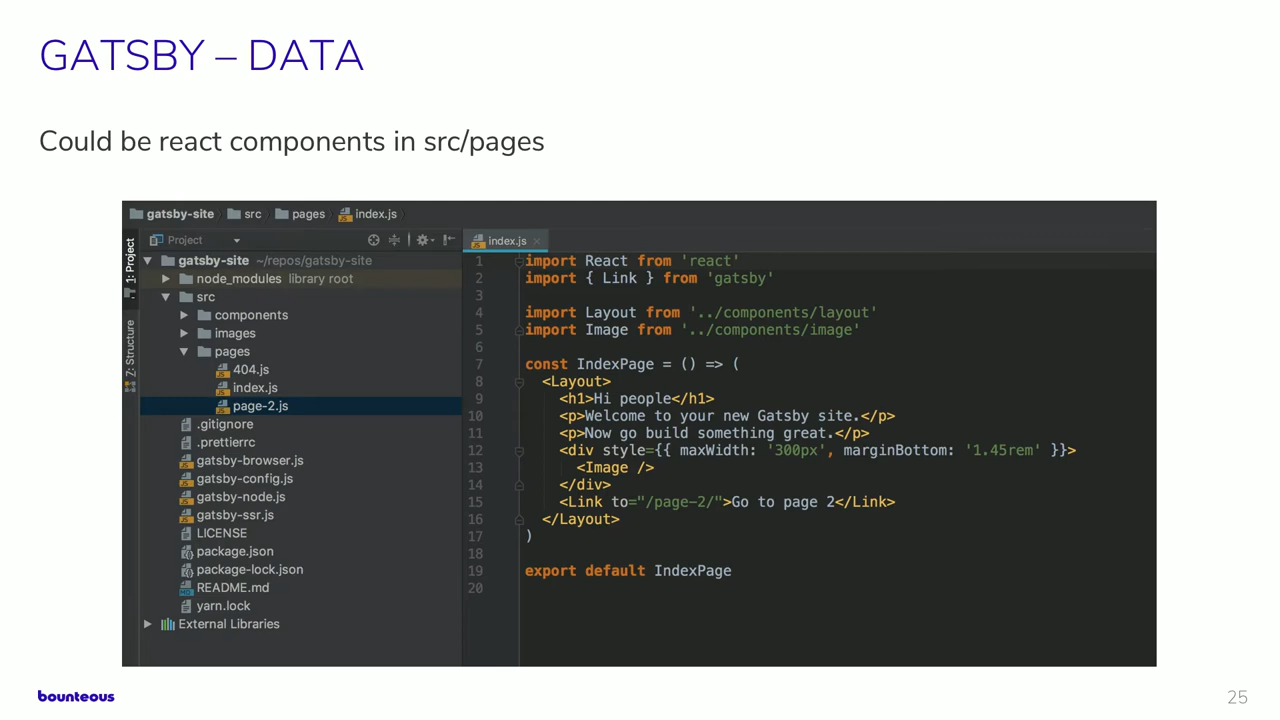 GATSBY – DATA
Could be react components in src/pages
gatsby-site src pages index.js
Project
index.js
1: Project
7: Structure
gatsby-site ~/repos/gatsby-site
node_modules library root
src
components
images
pages
404.js
index.js
page-2.js
.gitignore
.prettierrc
gatsby-browser.js
gatsby-config.js
gatsby-node.js
gatsby-ssr.js
LICENSE
package.json
package-lock.json
README.md
yarn.lock
External Libraries
1 import React from 'react'
2 import { Link } from 'gatsby'
3
4 import Layout from '../components/layout'
5 import Image from '../components/image'
6
7 const IndexPage = () => (
8 <Layout>
9 <h1>Hi people</h1>
10 <p>Welcome to your new Gatsby site.</p>
11 <p>Now go build something great.</p>
12 <div style={{ maxWidth: '300px', marginBottom: '1.45rem' }}>
13 <Image />
14 </div>
15 <Link to="/page-2/">Go to page 2</Link>
16 </Layout>
17 )
18
19 export default IndexPage
20
bounteous
25